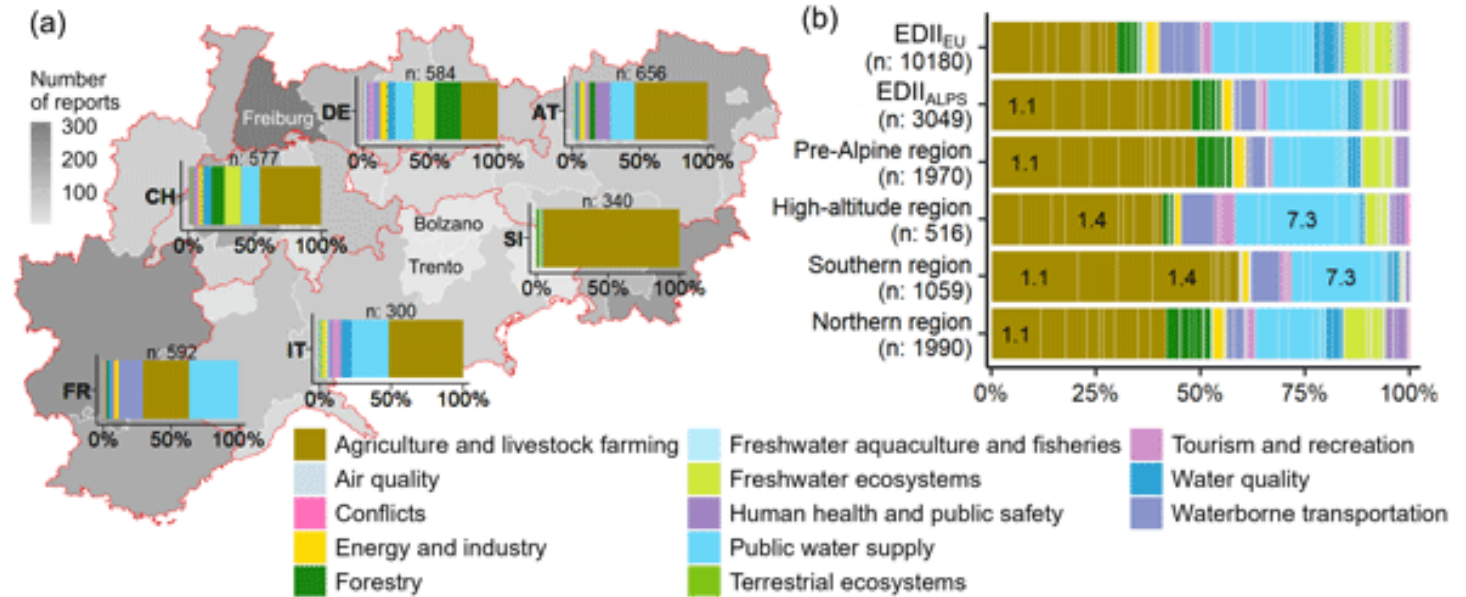 (a)
Number
of reports
300
200
100
Freiburg
DE
n: 584
0% 50% 100%
AT
n: 656
0% 50% 100%
CH
n: 577
0% 50% 100%
Bolzano
Trento
SI
n: 340
0% 50% 100%
IT
n: 300
0% 50% 100%
FR
n: 592
0% 50% 100%
(b)
EDIIEU
(n: 10180)
EDIIALPS
(n: 3049)
1.1
Pre-Alpine region
(n: 1970)
1.1
High-altitude region
(n: 516)
1.4 7.3
Southern region
(n: 1059)
1.1 1.4 7.3
Northern region
(n: 1990)
1.1
0% 25% 50% 75% 100%
Agriculture and livestock farming
Air quality
Conflicts
Energy and industry
Forestry
Freshwater aquaculture and fisheries
Freshwater ecosystems
Human health and public safety
Public water supply
Terrestrial ecosystems
Tourism and recreation
Water quality
Waterborne transportation